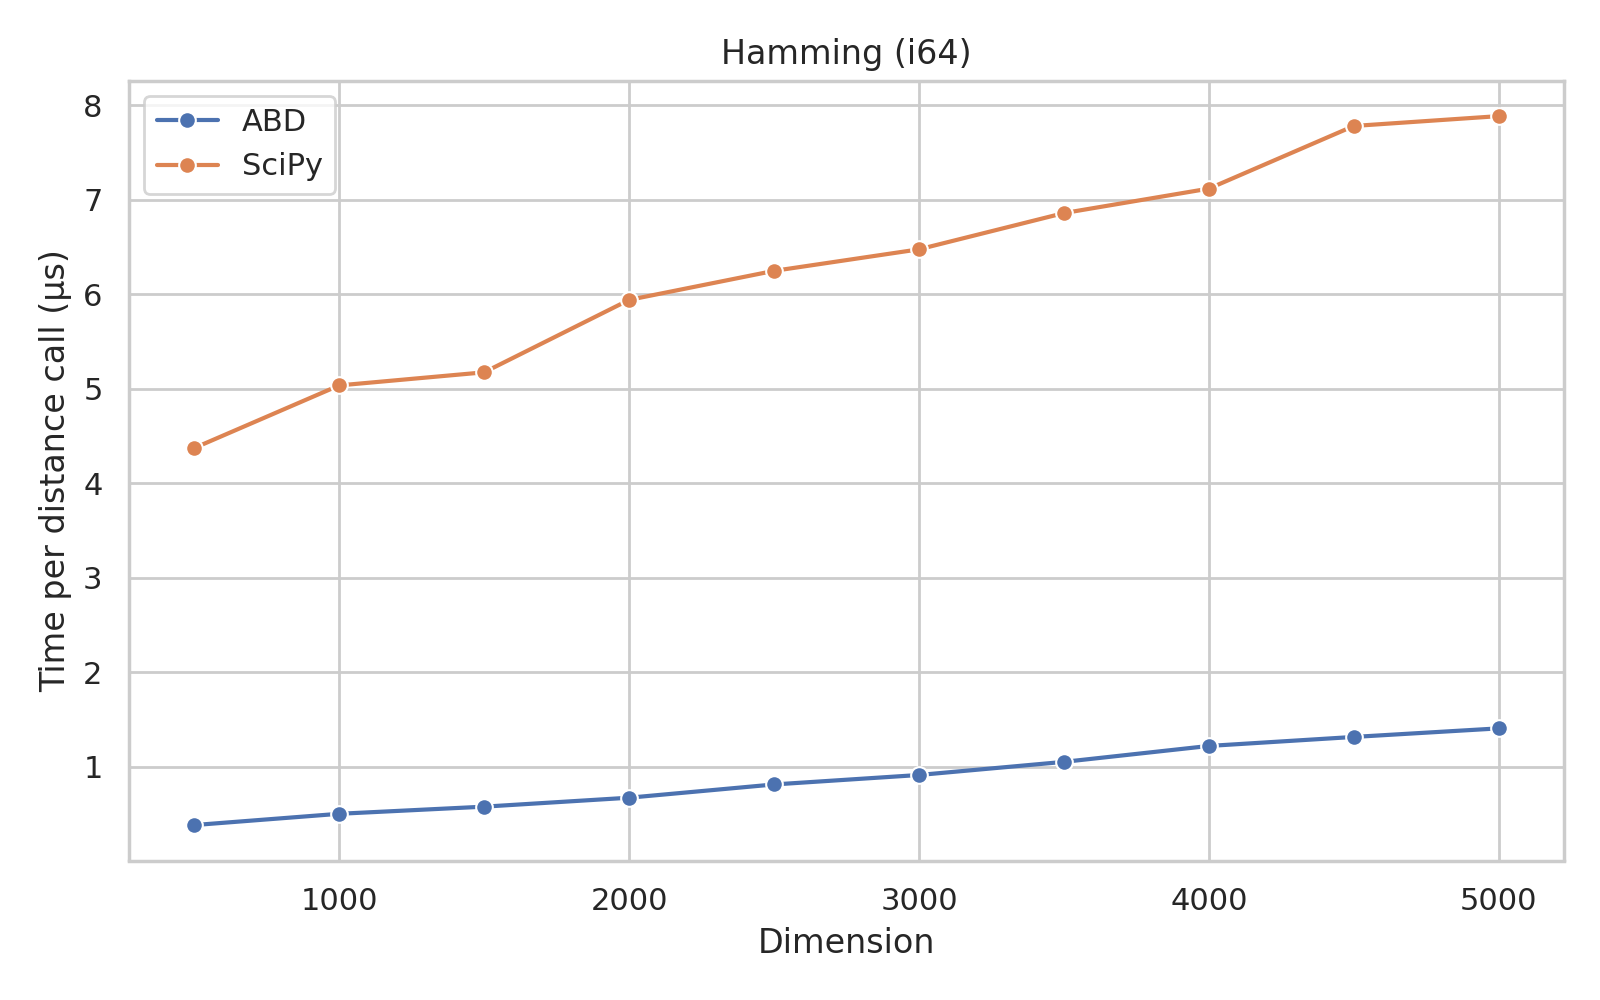 Hamming (i64)
ABD
SciPy
Time per distance call (µs)
8
7
6
5
4
3
2
1
1000 2000 3000 4000 5000
Dimension